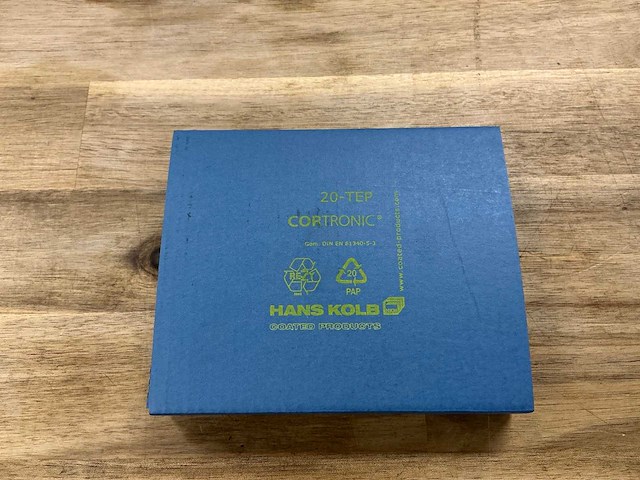 20-TEP
CORTRONIC®
Gem. DIN EN 61340-5-3
www.coated-products.com
RESY
20
PAP
HANS KOLB
COATED PRODUCTS